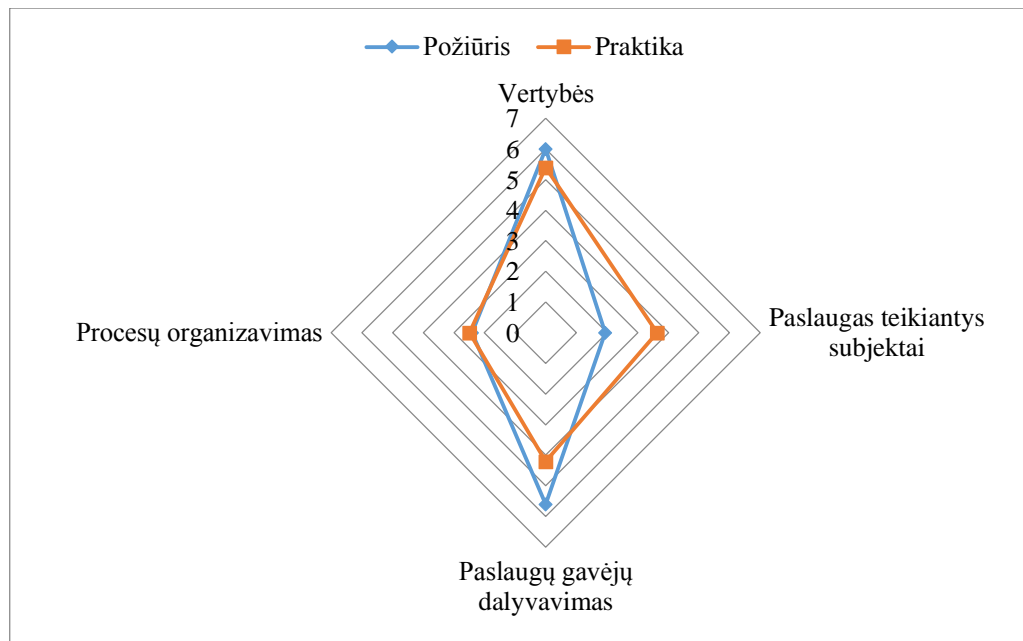 Požiūris Praktika
Vertybės
7
6
5
4
3
2
1
0
Procesų organizavimas
Paslaugas teikiantys
subjektai
Paslaugų gavėjų
dalyvavimas